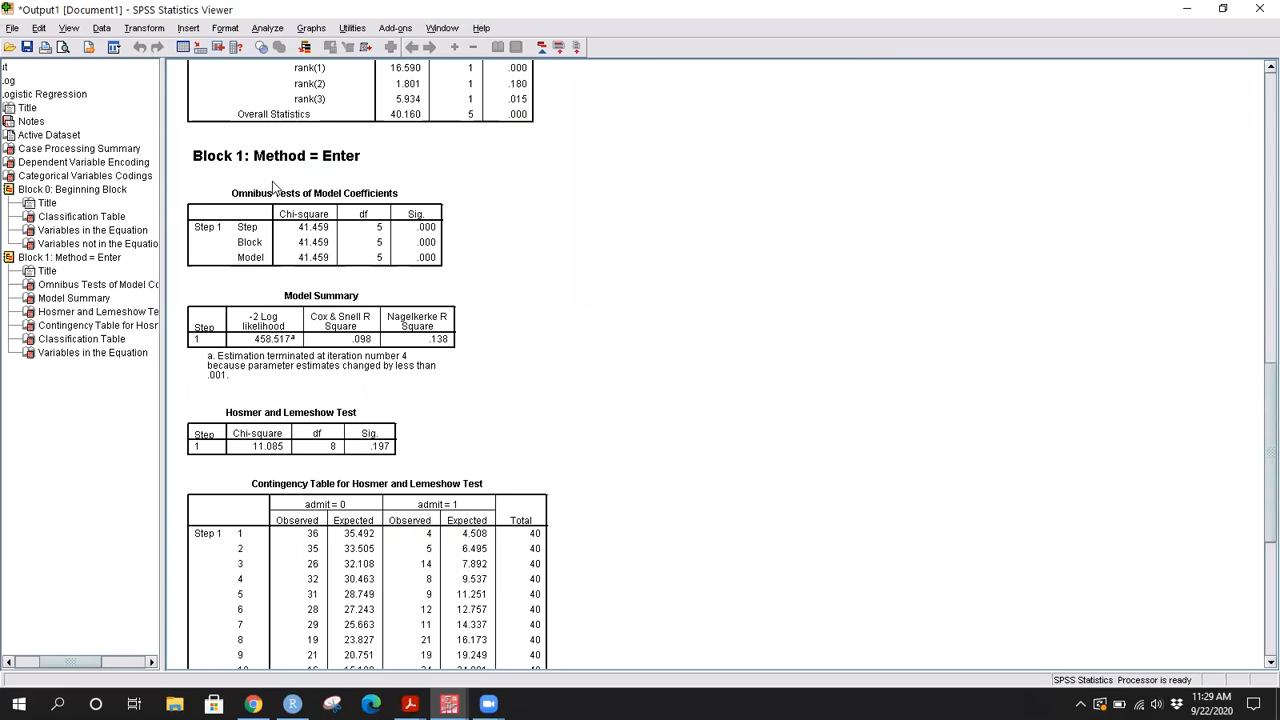 *Output1 [Document1] - SPSS Statistics Viewer
File Edit View Data Transform Insert Format Analyze Graphs Utilities Add-ons Window Help
Log
Logistic Regression
Title
Notes
Active Dataset
Case Processing Summary
Dependent Variable Encoding
Categorical Variables Codings
Block 0: Beginning Block
Title
Classification Table
Variables in the Equation
Variables not in the Equatio
Block 1: Method = Enter
Title
Omnibus Tests of Model Co
Model Summary
Hosmer and Lemeshow Te
Contingency Table for Hosr
Classification Table
Variables in the Equation
rank(1) 16.590 1 .000
rank(2) 1.801 1 .180
rank(3) 5.934 1 .015
Overall Statistics 40.160 5 .000
Block 1: Method = Enter
Omnibus Tests of Model Coefficients
Chi-square df Sig.
Step 1 Step 41.459 5 .000
Block 41.459 5 .000
Model 41.459 5 .000
Model Summary
Step -2 Log likelihood Cox & Snell R Square Nagelkerke R Square
1 458.517ª .098 .138
a. Estimation terminated at iteration number 4
because parameter estimates changed by less than
.001.
Hosmer and Lemeshow Test
Step Chi-square df Sig.
1 11.085 8 .197
Contingency Table for Hosmer and Lemeshow Test
admit = 0 admit = 1
Observed Expected Observed Expected Total
Step 1 1 36 35.492 4 4.508 40
2 35 33.505 5 6.495 40
3 26 32.108 14 7.892 40
4 32 30.463 8 9.537 40
5 31 28.749 9 11.251 40
6 28 27.243 12 12.757 40
7 29 25.663 11 14.337 40
8 19 23.827 21 16.173 40
9 21 20.751 19 19.249 40
SPSS Statistics Processor is ready
11:29 AM
9/22/2020